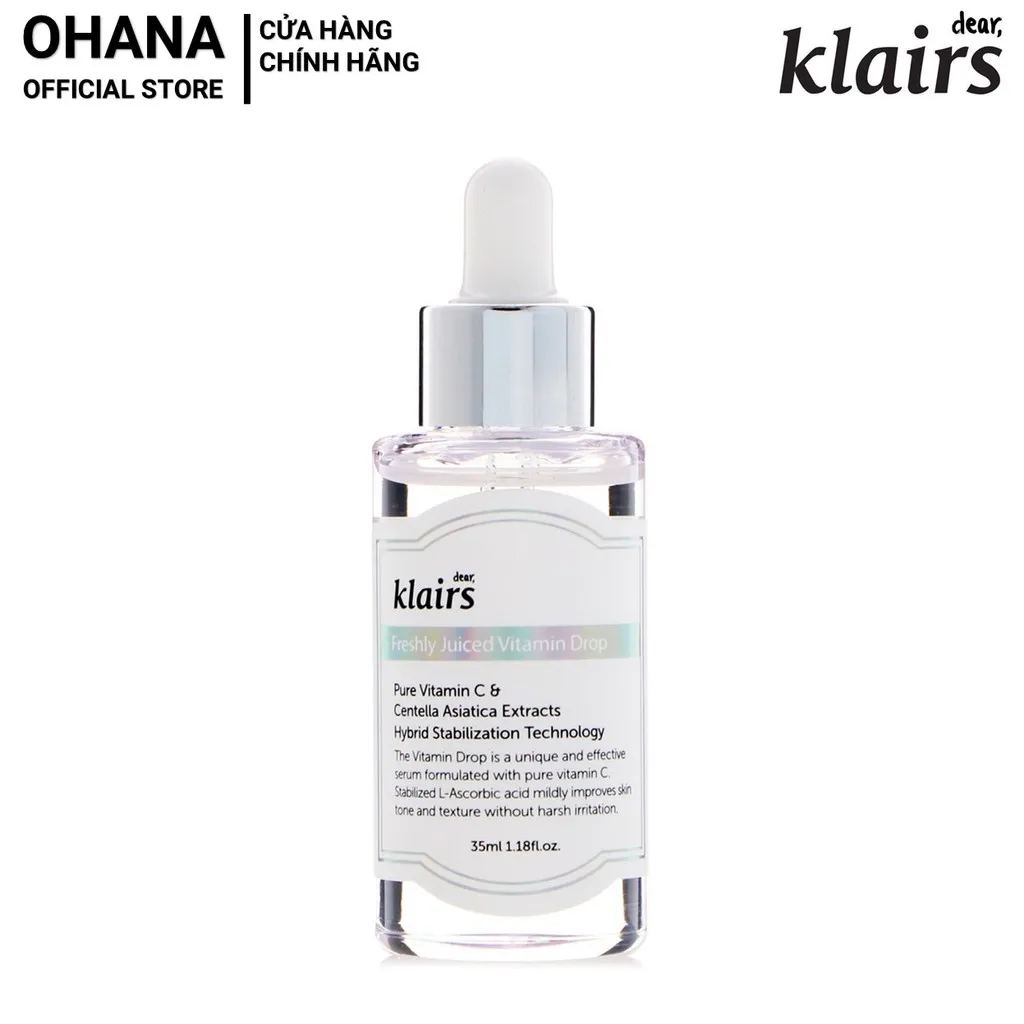 OHANA
OFFICIAL STORE
CỬA HÀNG
CHÍNH HÃNG
dear,
klairs
dear,
klairs
Freshly Juiced Vitamin Drop
Pure Vitamin C &
Centella Asiatica Extracts
Hybrid Stabilization Technology
The Vitamin Drop is a unique and effective
serum formulated with pure vitamin C.
Stabilized L-Ascorbic acid mildly improves skin
tone and texture without harsh irritation.
35ml 1.18fl.oz.